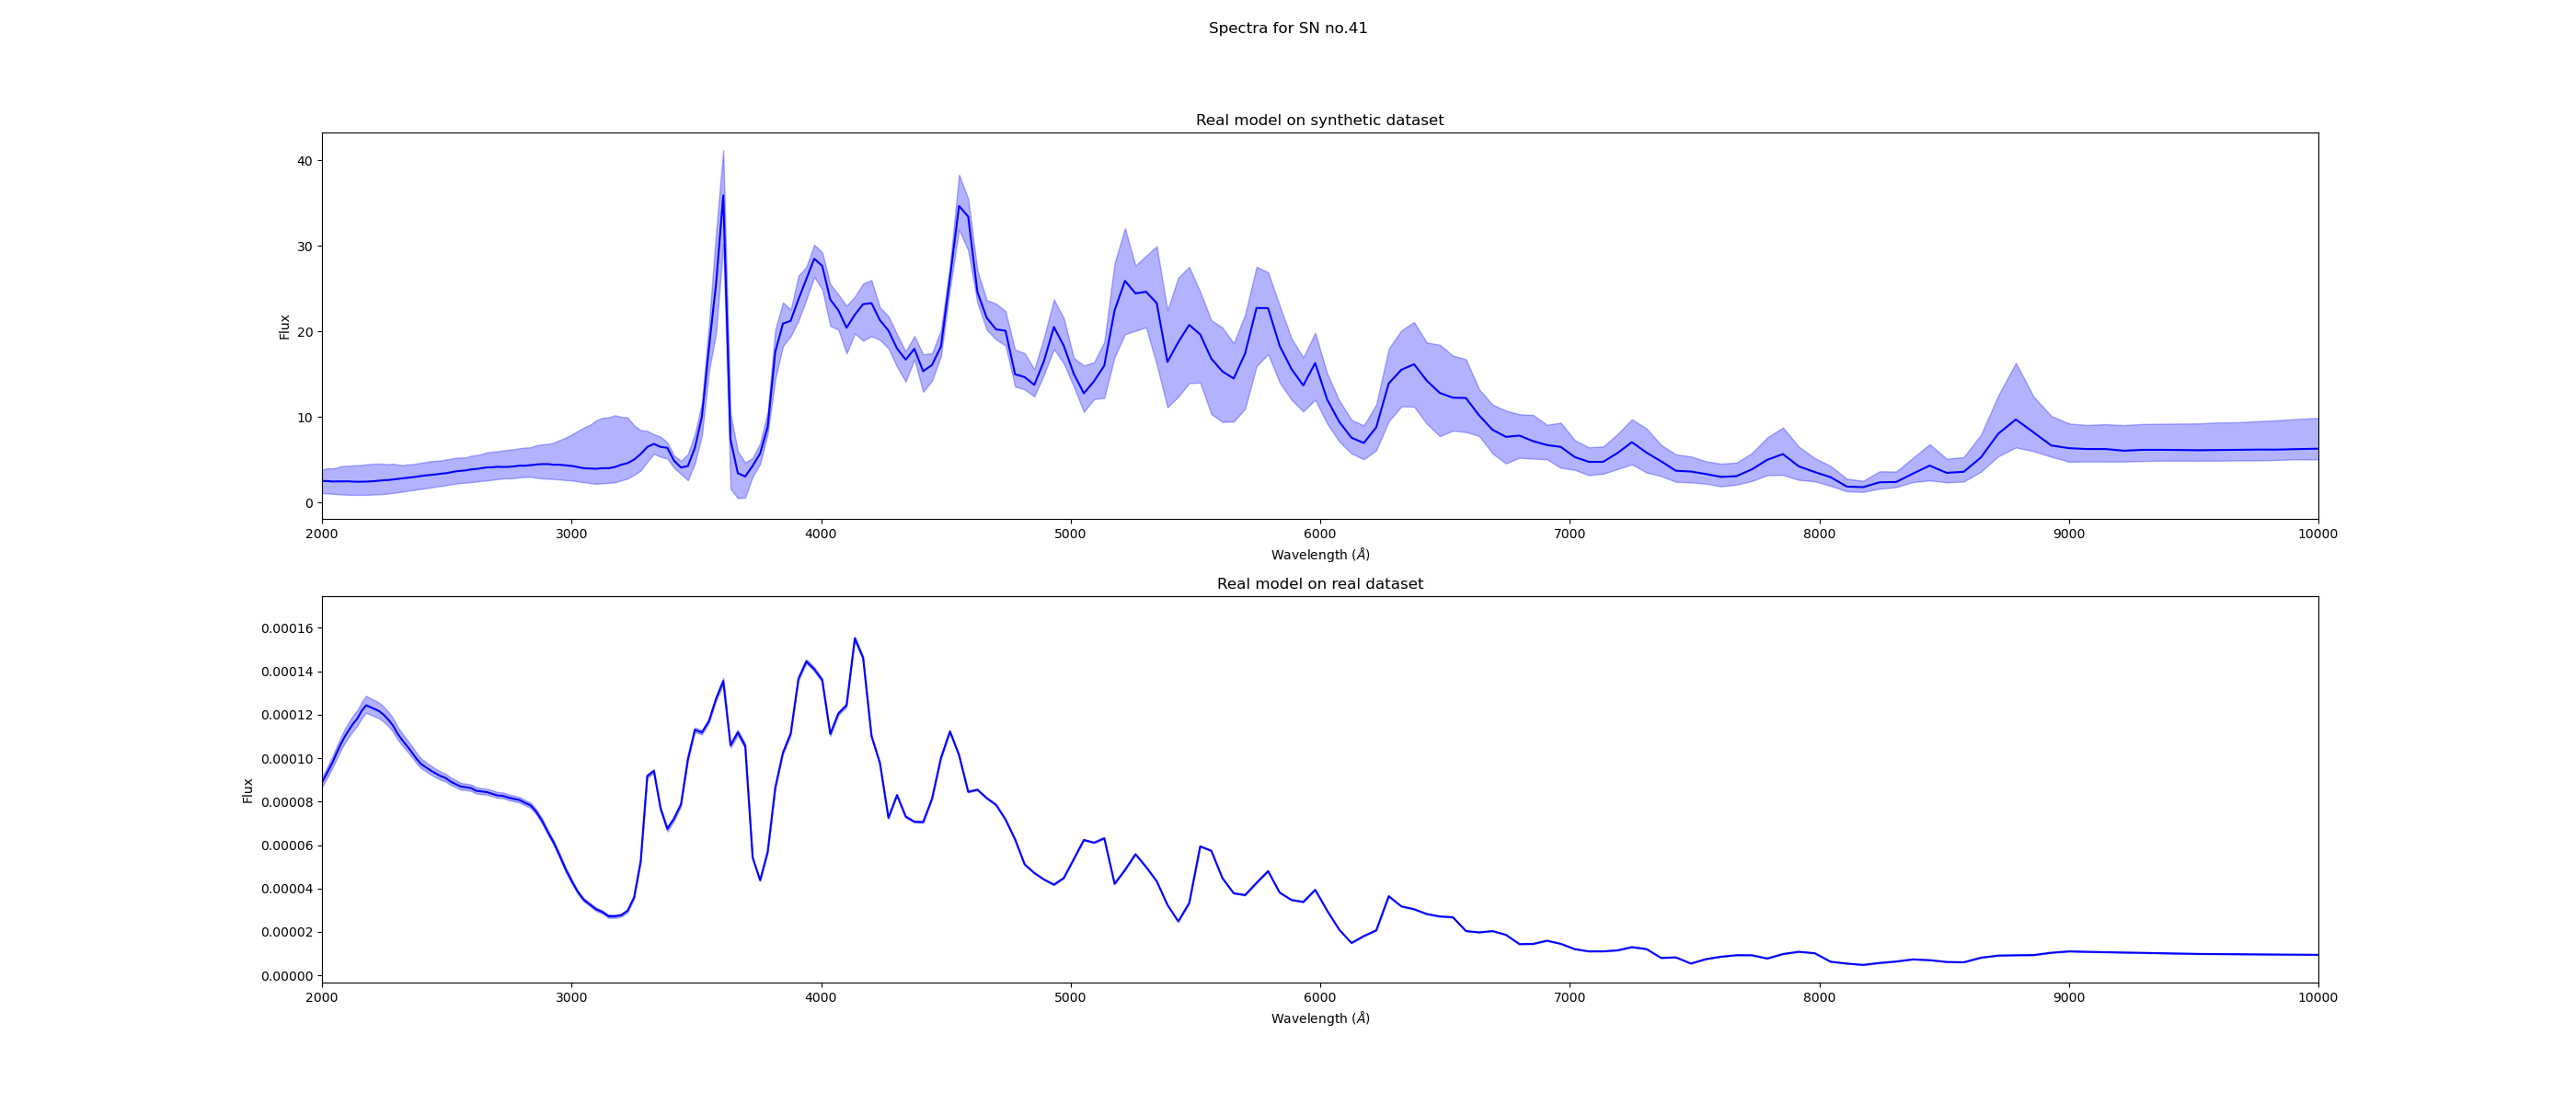 Spectra for SN no.41
Real model on synthetic dataset
40
30
20
10
0
Flux
2000 3000 4000 5000 6000 7000 8000 9000 10000
Wavelength (Å)
Real model on real dataset
0.00016
0.00014
0.00012
0.00010
0.00008
0.00006
0.00004
0.00002
0.00000
Flux
2000 3000 4000 5000 6000 7000 8000 9000 10000
Wavelength (Å)